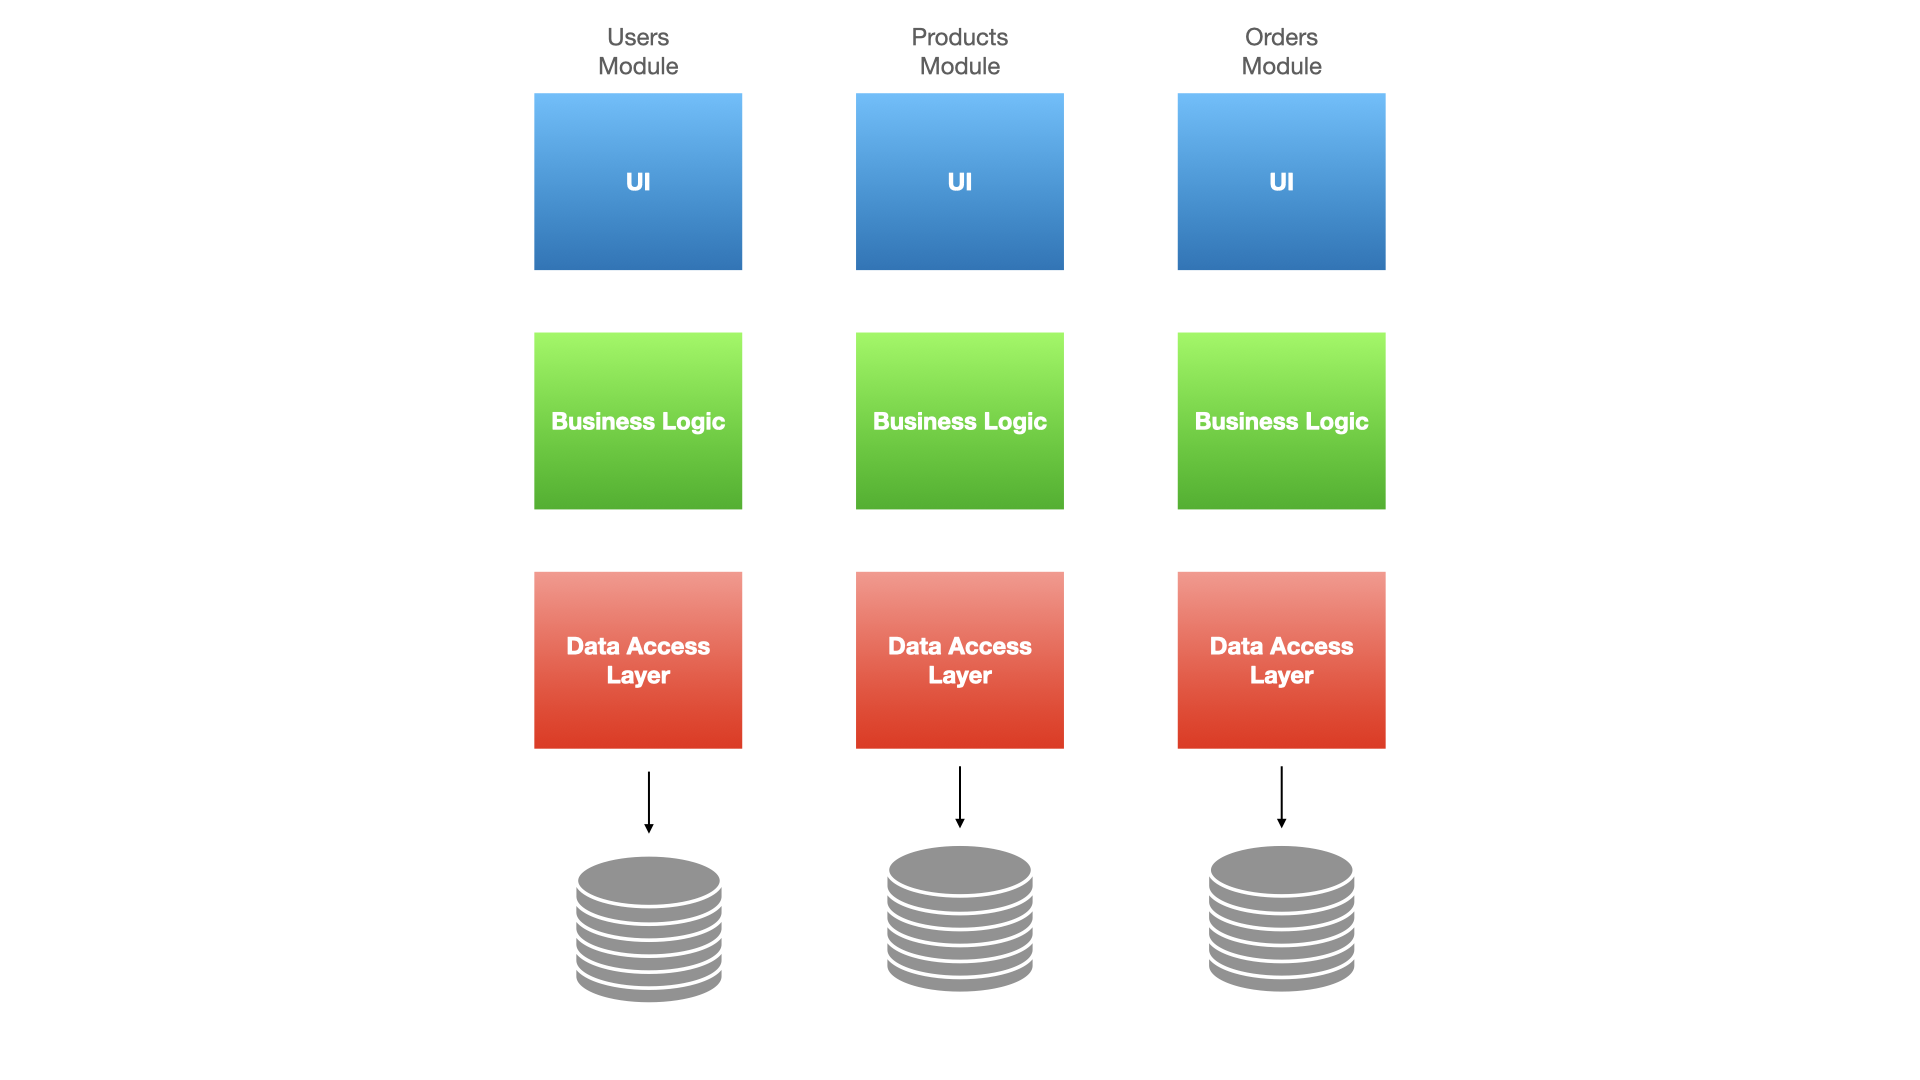 Users
Module
Products
Module
Orders
Module
UI
UI
UI
Business Logic
Business Logic
Business Logic
Data Access
Layer
Data Access
Layer
Data Access
Layer